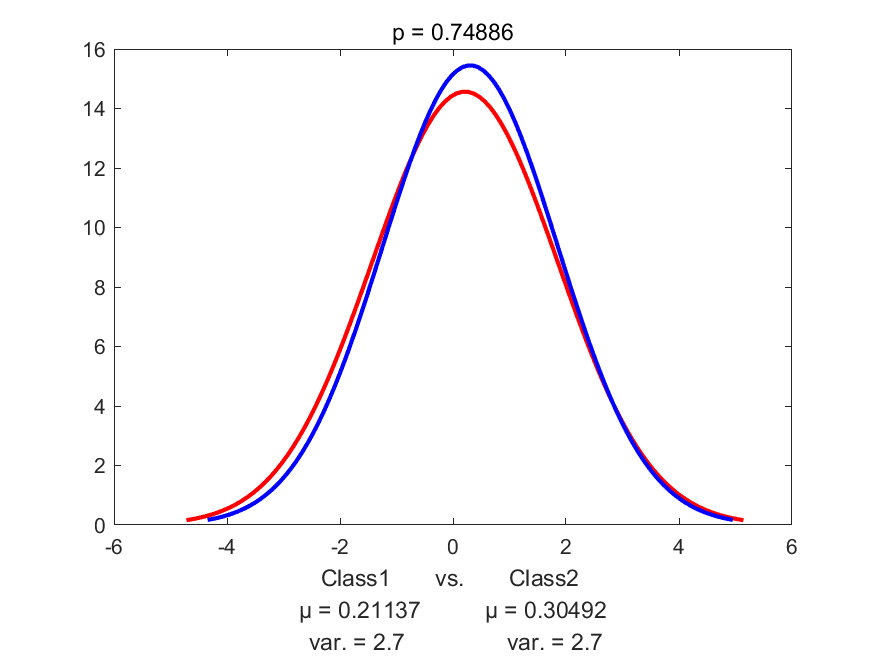 p = 0.74886
16
14
12
10
8
6
4
2
0
-6 -4 -2 0 2 4 6
Class1 vs. Class2
μ = 0.21137 μ = 0.30492
var. = 2.7 var. = 2.7